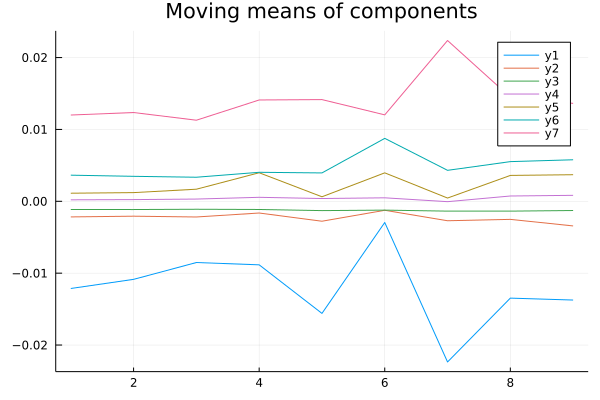 Moving means of components
0.02
0.01
0.00
−0.01
−0.02
2
4
6
8
y1
y2
y3
y4
y5
y6
y7